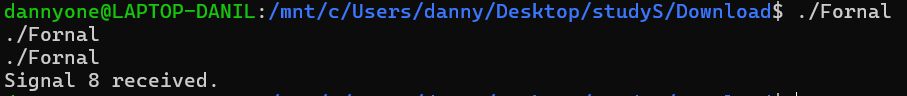 dannyone@LAPTOP-DANIL:/mnt/c/Users/danny/Desktop/studyS/Download$ ./Fornal
./Fornal
./Fornal
Signal 8 received.